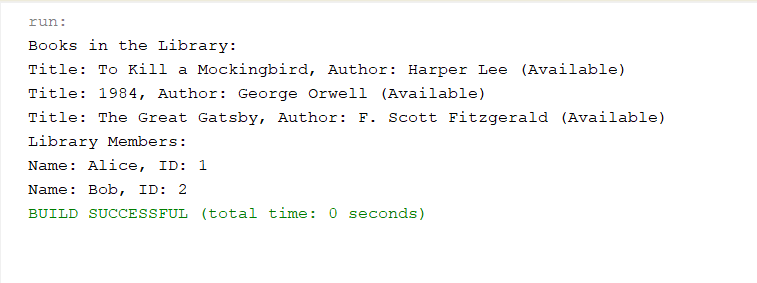 run:
Books in the Library:
Title: To Kill a Mockingbird, Author: Harper Lee (Available)
Title: 1984, Author: George Orwell (Available)
Title: The Great Gatsby, Author: F. Scott Fitzgerald (Available)
Library Members:
Name: Alice, ID: 1
Name: Bob, ID: 2
BUILD SUCCESSFUL (total time: 0 seconds)